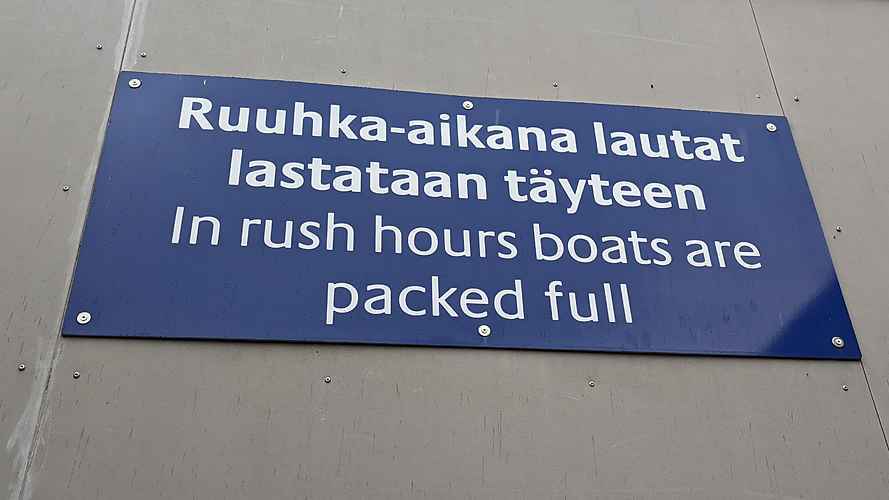 Ruuhka-aikana lautat
lastataan täyteen
In rush hours boats are
packed full